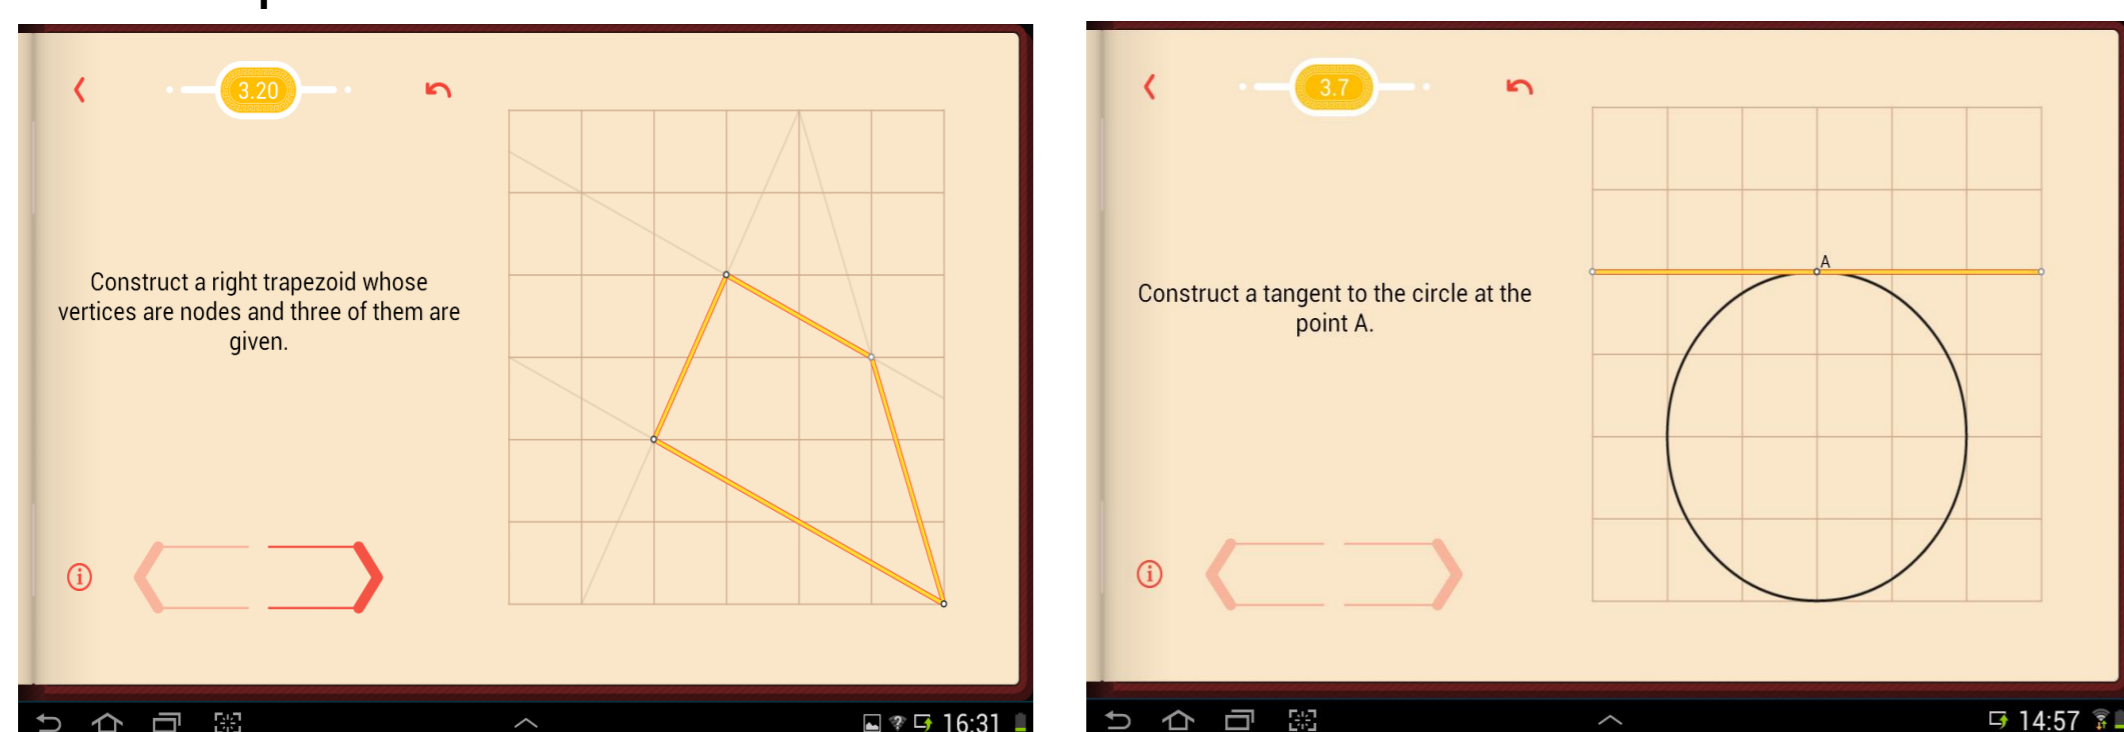 3.20
Construct a right trapezoid whose
vertices are nodes and three of them are
given.
i
16:31
3.7
A
Construct a tangent to the circle at the
point A.
i
14:57